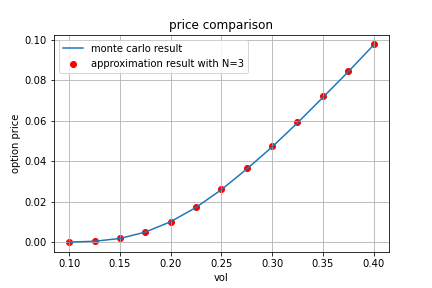 price comparison
monte carlo result
approximation result with N=3
option price
0.10
0.08
0.06
0.04
0.02
0.00
0.10 0.15 0.20 0.25 0.30 0.35 0.40
vol